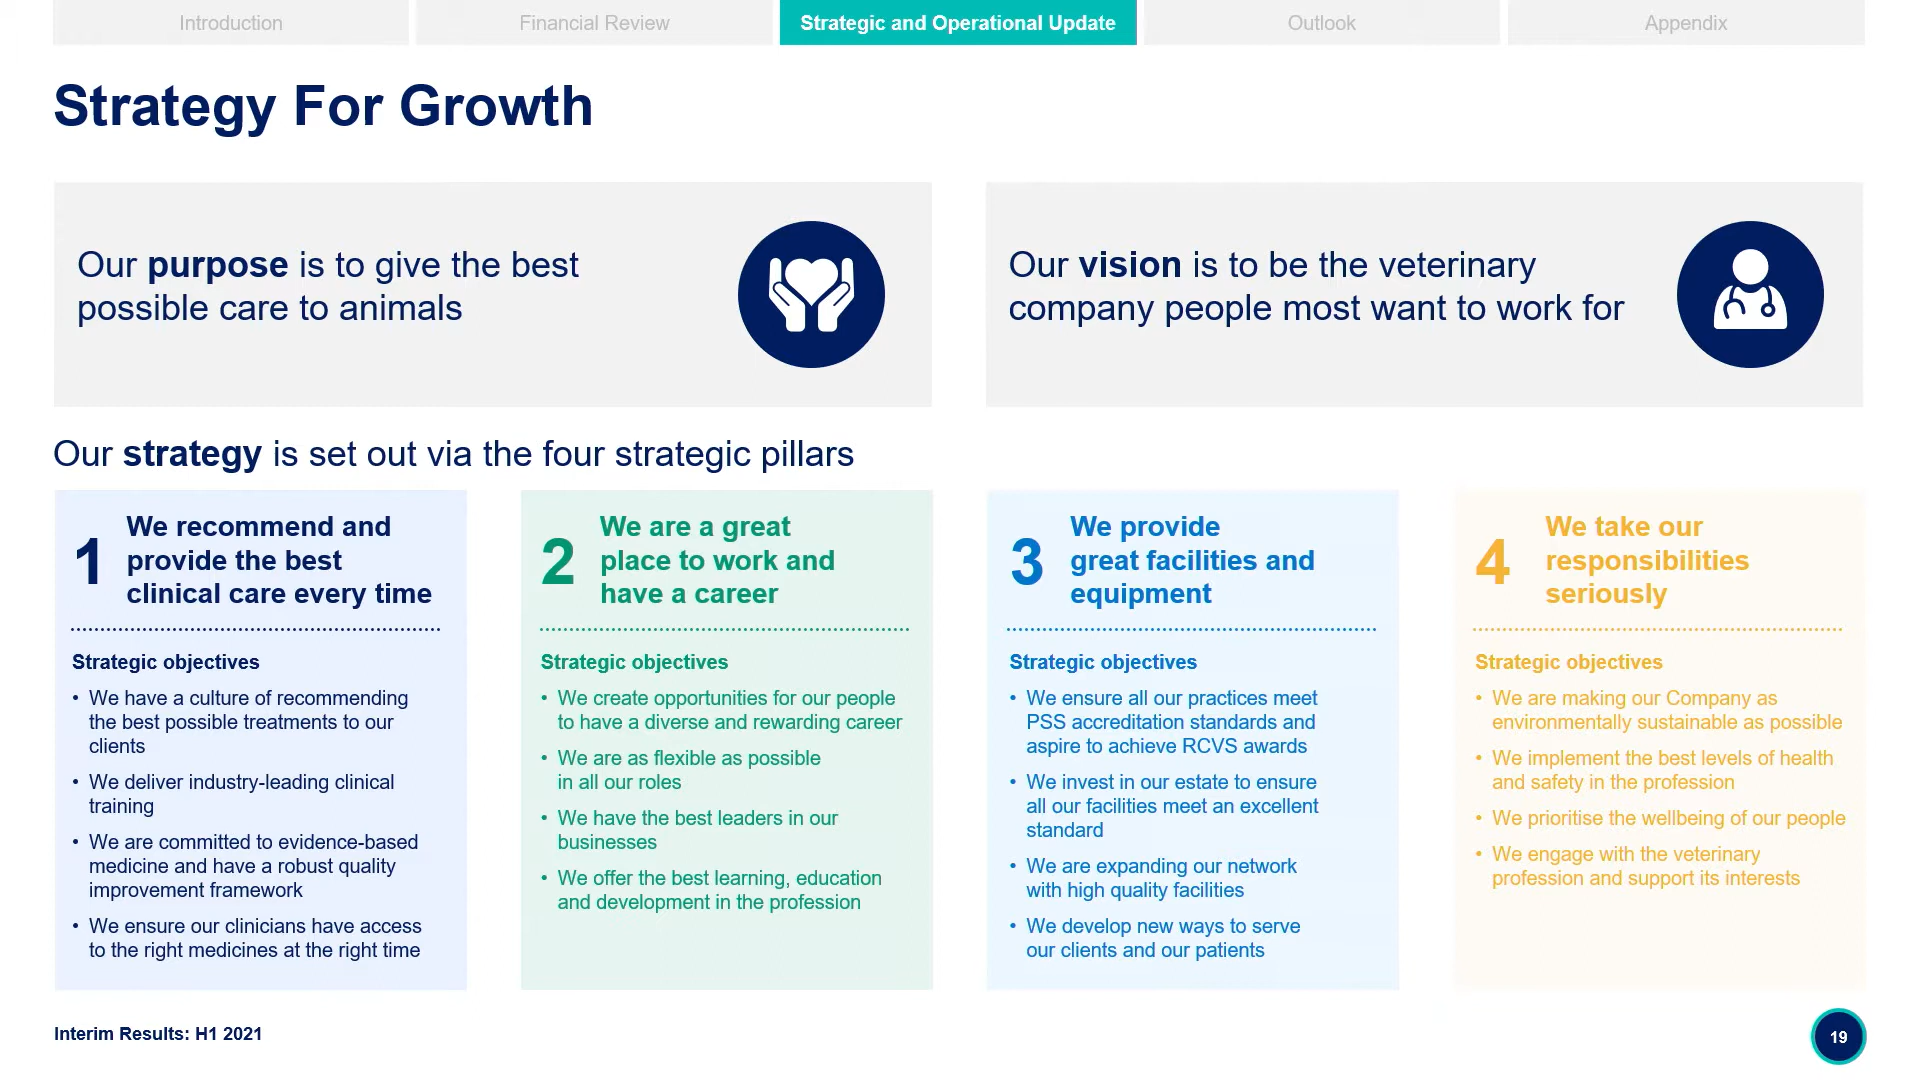 Introduction
Financial Review
Strategic and Operational Update
Outlook
Appendix
Strategy For Growth
Our purpose is to give the best
possible care to animals
Our vision is to be the veterinary
company people most want to work for
Our strategy is set out via the four strategic pillars
1
We recommend and
provide the best
clinical care every time
Strategic objectives
• We have a culture of recommending
the best possible treatments to our
clients
• We deliver industry-leading clinical
training
• We are committed to evidence-based
medicine and have a robust quality
improvement framework
• We ensure our clinicians have access
to the right medicines at the right time
2
We are a great
place to work and
have a career
Strategic objectives
• We create opportunities for our people
to have a diverse and rewarding career
• We are as flexible as possible
in all our roles
• We have the best leaders in our
businesses
• We offer the best learning, education
and development in the profession
3
We provide
great facilities and
equipment
Strategic objectives
• We ensure all our practices meet
PSS accreditation standards and
aspire to achieve RCVS awards
• We invest in our estate to ensure
all our facilities meet an excellent
standard
• We are expanding our network
with high quality facilities
• We develop new ways to serve
our clients and our patients
4
We take our
responsibilities
seriously
Strategic objectives
• We are making our Company as
environmentally sustainable as possible
• We implement the best levels of health
and safety in the profession
• We prioritise the wellbeing of our people
• We engage with the veterinary
profession and support its interests
Interim Results: H1 2021
19